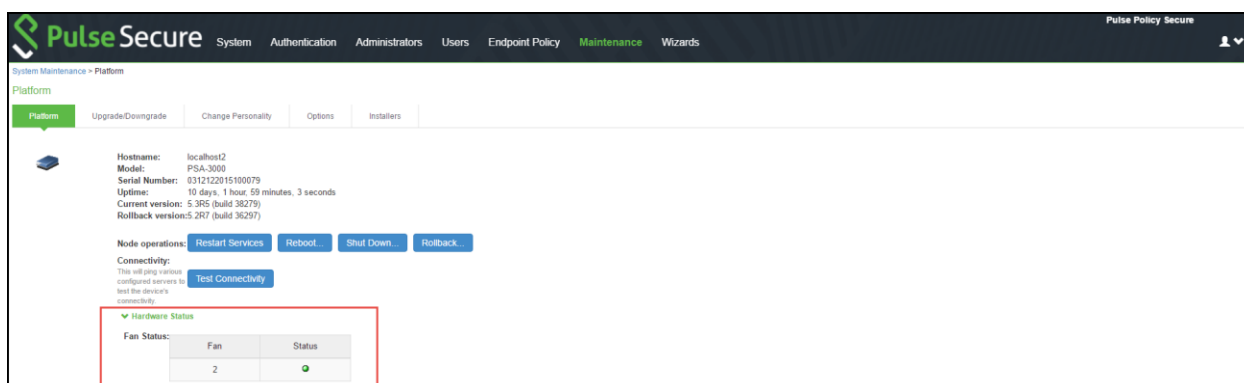 Pulse Policy Secure
Pulse Secure System Authentication Administrators Users Endpoint Policy Maintenance Wizards
System Maintenance > Platform
Platform
Platform Upgrade/Downgrade Change Personality Options Installers
Hostname: localhost2
Model: PSA-3000
Serial Number: 0312122015100079
Uptime: 10 days, 1 hour, 59 minutes, 3 seconds
Current version: 5.3R5 (build 38279)
Rollback version:5.2R7 (build 36297)
Node operations: Restart Services Reboot... Shut Down... Rollback...
Connectivity:
This will ping various
configured servers to
test the device's
connectivity
Test Connectivity
Hardware Status
Fan Status:
Fan Status
2